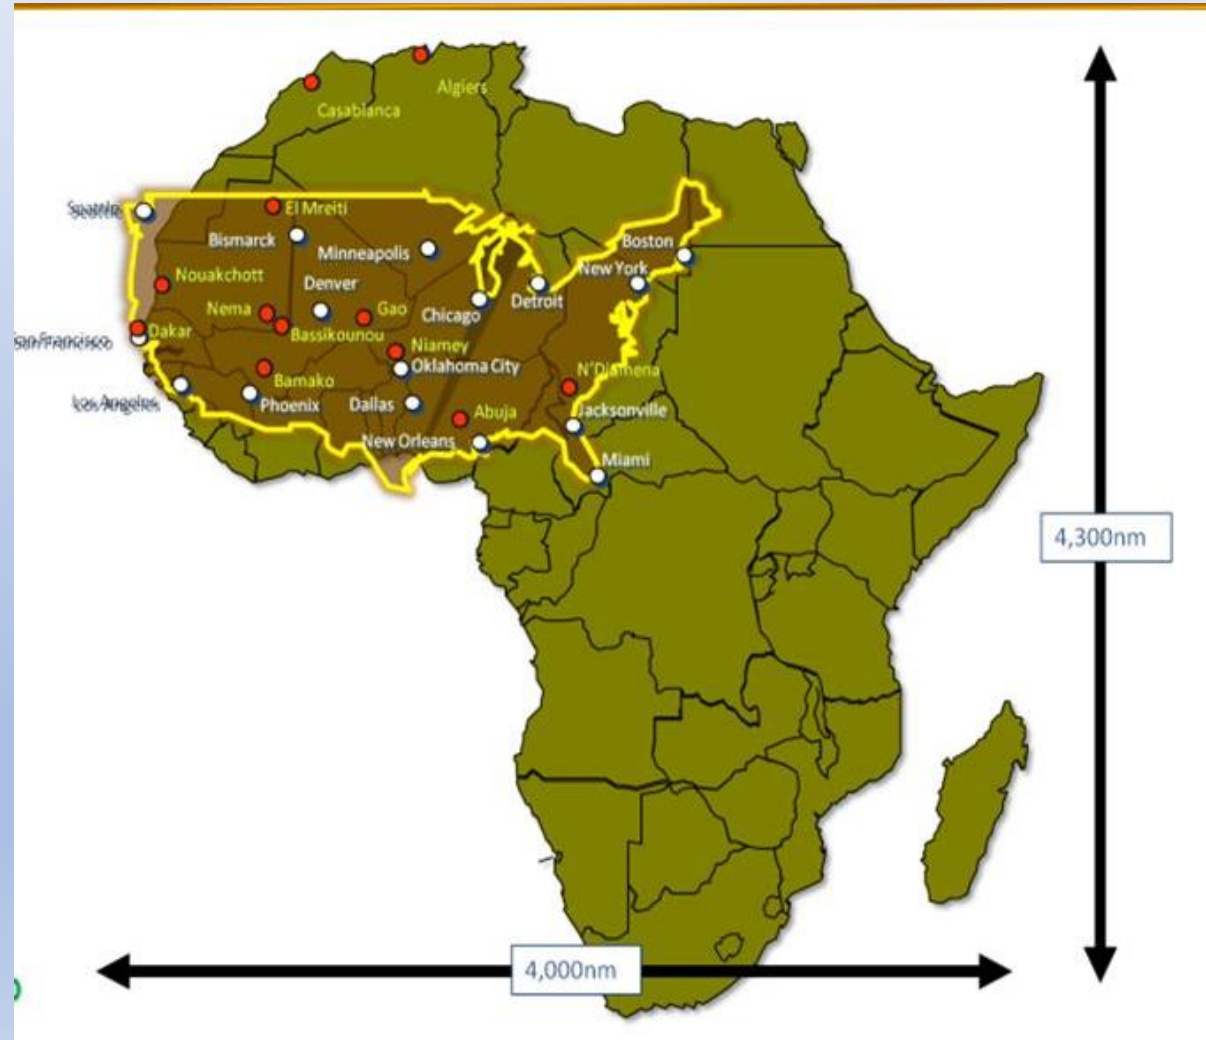 Algiers
Casablanca
Seattle
El Mreiti
Bismarck
Minneapolis
Boston
Nouakchott
New York
Denver
Detroit
Nema
Gao
Chicago
Bassikounou
Dakar
San Francisco
Niamey
Oklahoma City
N'Djamena
Bamako
Los Angeles
Phoenix
Dallas
Abuja
Jacksonville
New Orleans
Miami
4,300nm
4,000nm